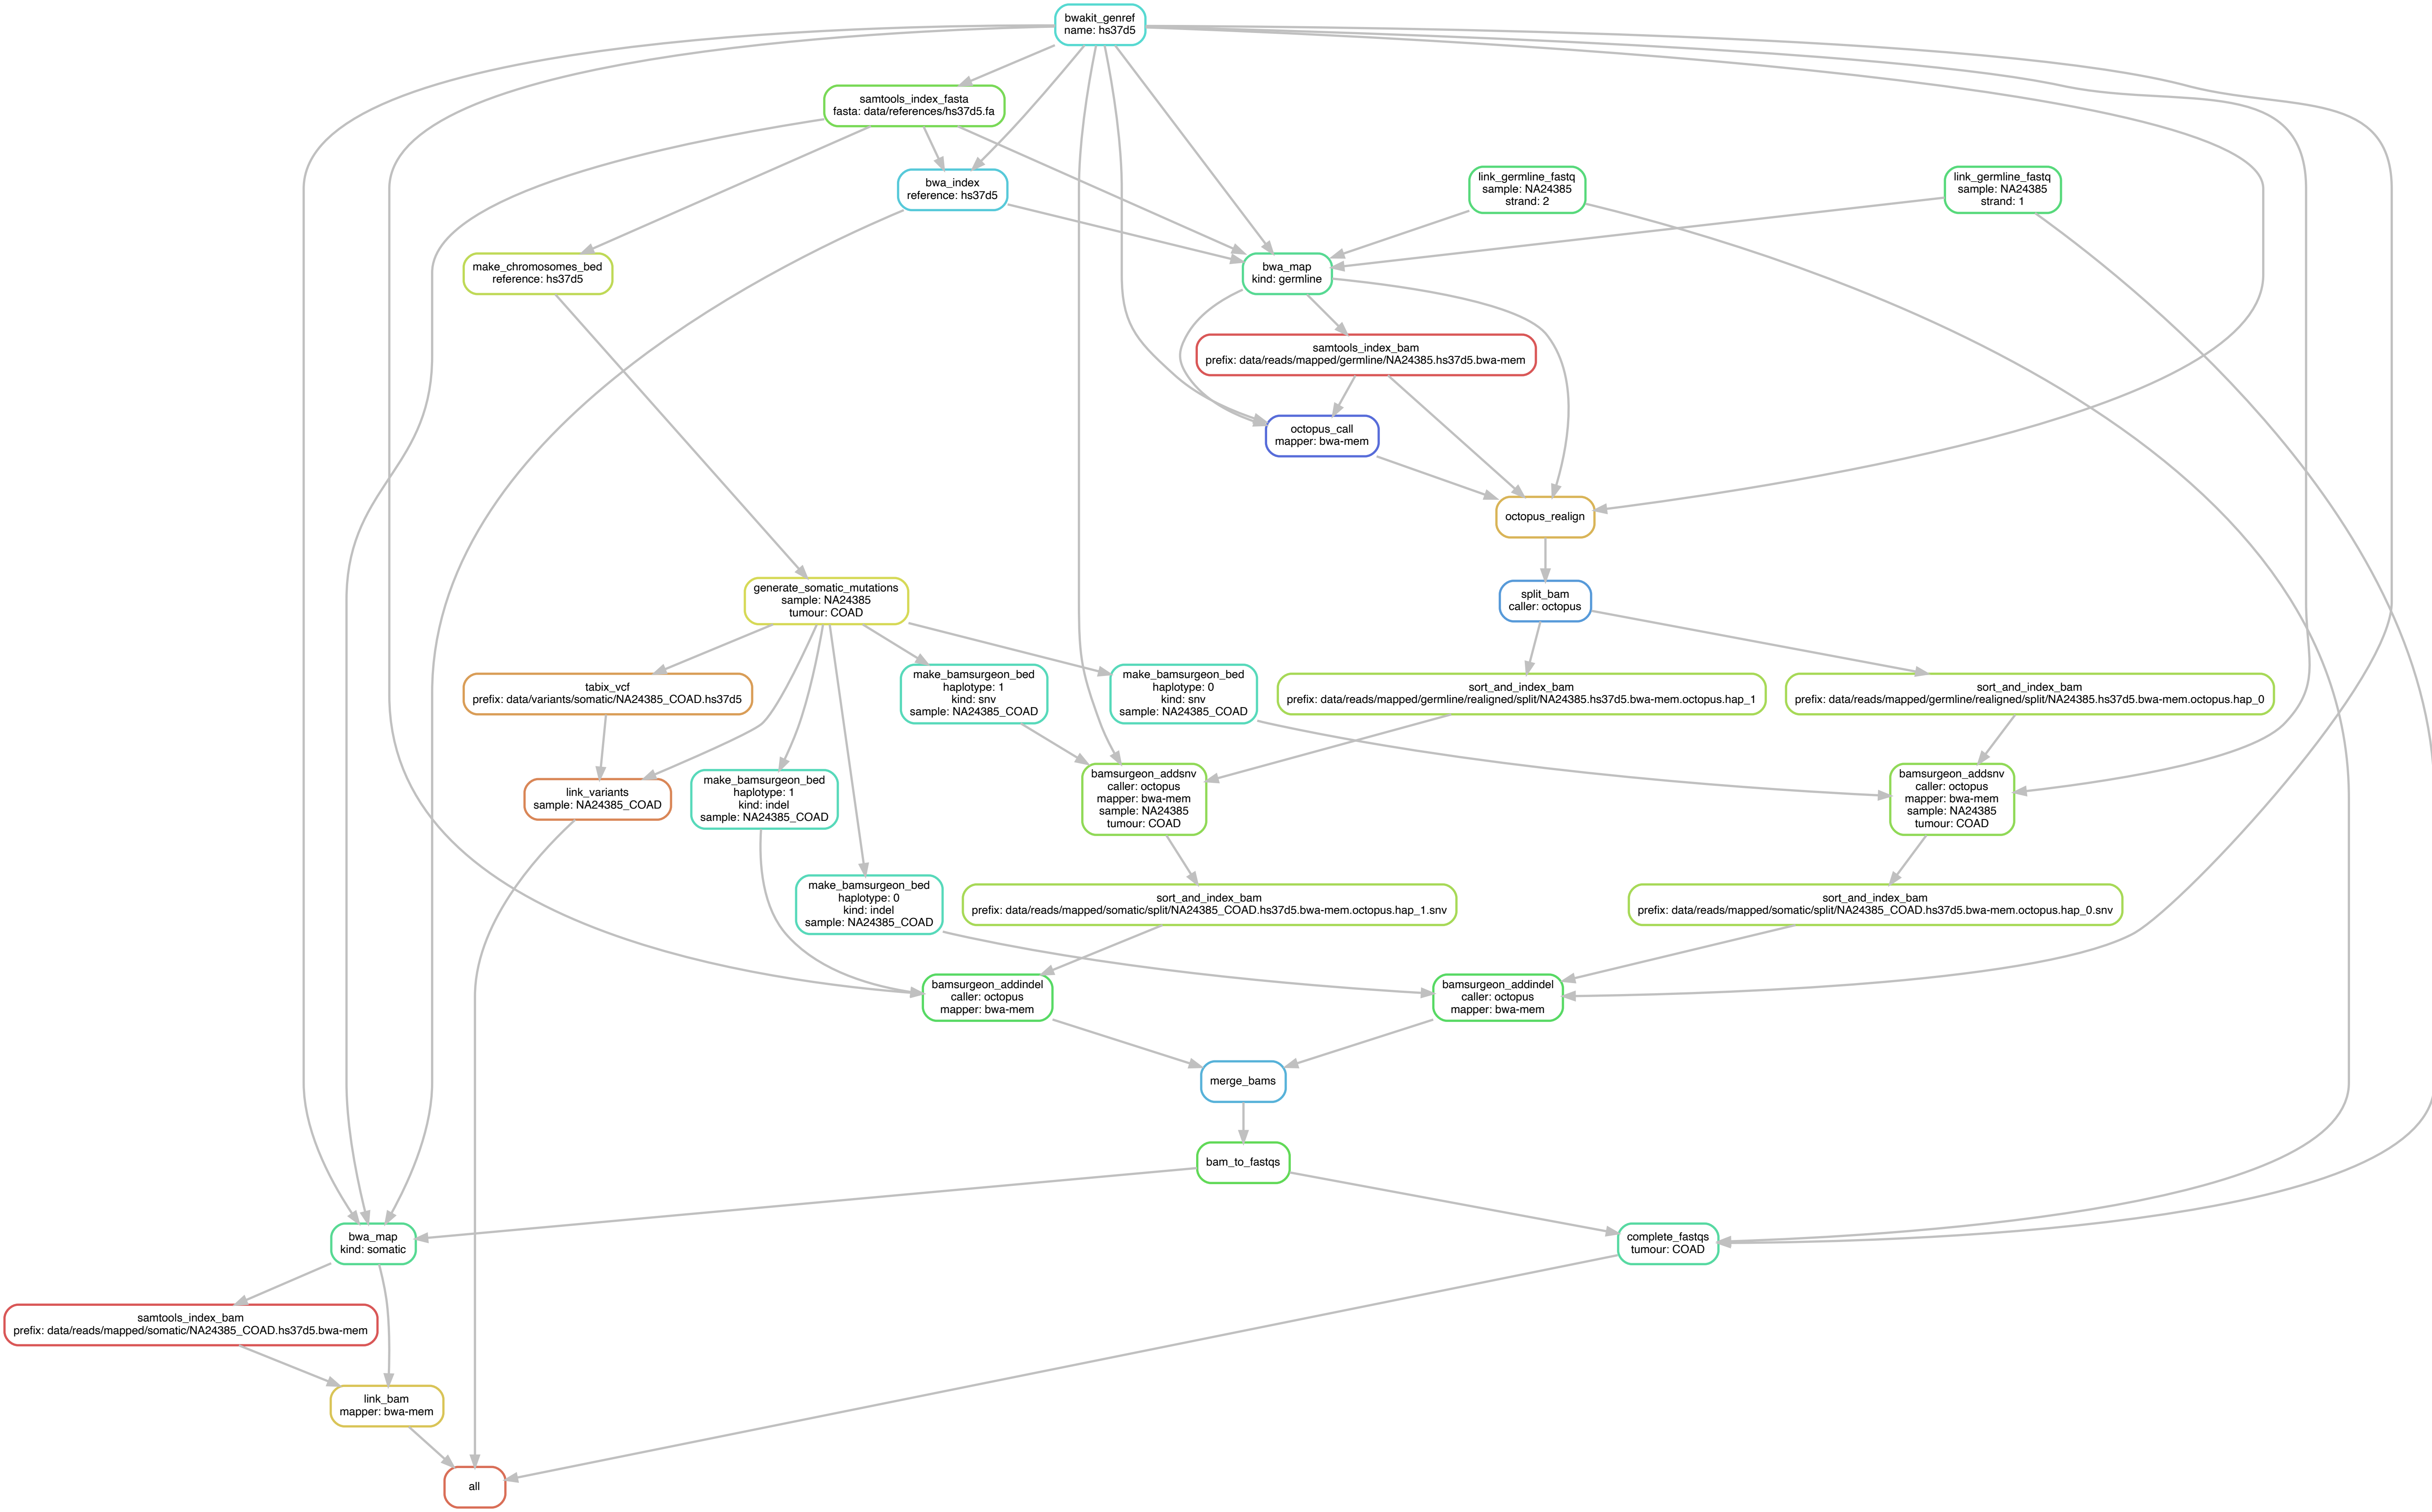 bwakit_genref
name: hs37d5
samtools_index_fasta
fasta: data/references/hs37d5.fa
bwa_index
reference: hs37d5
link_germline_fastq
sample: NA24385
strand: 2
link_germline_fastq
sample: NA24385
strand: 1
make_chromosomes_bed
reference: hs37d5
bwa_map
kind: germline
samtools_index_bam
prefix: data/reads/mapped/germline/NA24385.hs37d5.bwa-mem
octopus_call
mapper: bwa-mem
octopus_realign
generate_somatic_mutations
sample: NA24385
tumour: COAD
split_bam
caller: octopus
tabix_vcf
prefix: data/variants/somatic/NA24385_COAD.hs37d5
make_bamsurgeon_bed
haplotype: 1
kind: snv
sample: NA24385_COAD
make_bamsurgeon_bed
haplotype: 0
kind: snv
sample: NA24385_COAD
sort_and_index_bam
prefix: data/reads/mapped/germline/realigned/split/NA24385.hs37d5.bwa-mem.octopus.hap_1
sort_and_index_bam
prefix: data/reads/mapped/germline/realigned/split/NA24385.hs37d5.bwa-mem.octopus.hap_0
link_variants
sample: NA24385_COAD
make_bamsurgeon_bed
haplotype: 1
kind: indel
sample: NA24385_COAD
bamsurgeon_addsnv
caller: octopus
mapper: bwa-mem
sample: NA24385
tumour: COAD
bamsurgeon_addsnv
caller: octopus
mapper: bwa-mem
sample: NA24385
tumour: COAD
make_bamsurgeon_bed
haplotype: 0
kind: indel
sample: NA24385_COAD
sort_and_index_bam
prefix: data/reads/mapped/somatic/split/NA24385_COAD.hs37d5.bwa-mem.octopus.hap_1.snv
sort_and_index_bam
prefix: data/reads/mapped/somatic/split/NA24385_COAD.hs37d5.bwa-mem.octopus.hap_0.snv
bamsurgeon_addindel
caller: octopus
mapper: bwa-mem
bamsurgeon_addindel
caller: octopus
mapper: bwa-mem
merge_bams
bam_to_fastqs
bwa_map
kind: somatic
complete_fastqs
tumour: COAD
samtools_index_bam
prefix: data/reads/mapped/somatic/NA24385_COAD.hs37d5.bwa-mem
link_bam
mapper: bwa-mem
all